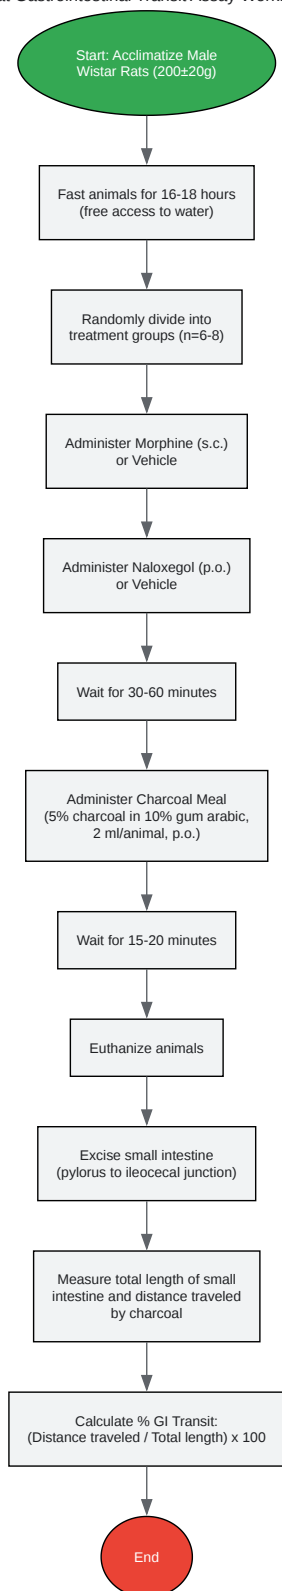 Gastrointestinal Transit Assay
Start: Acclimatize Male
Wistar Rats (200±20g)
Fast animals for 16-18 hours
(free access to water)
Randomly divide into
treatment groups (n=6-8)
Administer Morphine (s.c.)
or Vehicle
Administer Naloxegol (p.o.)
or Vehicle
Wait for 30-60 minutes
Administer Charcoal Meal
(5% charcoal in 10% gum arabic,
2 ml/animal, p.o.)
Wait for 15-20 minutes
Euthanize animals
Excise small intestine
(pylorus to ileocecal junction)
Measure total length of small
intestine and distance traveled
by charcoal
Calculate % GI Transit:
(Distance traveled / Total length) x 100
End